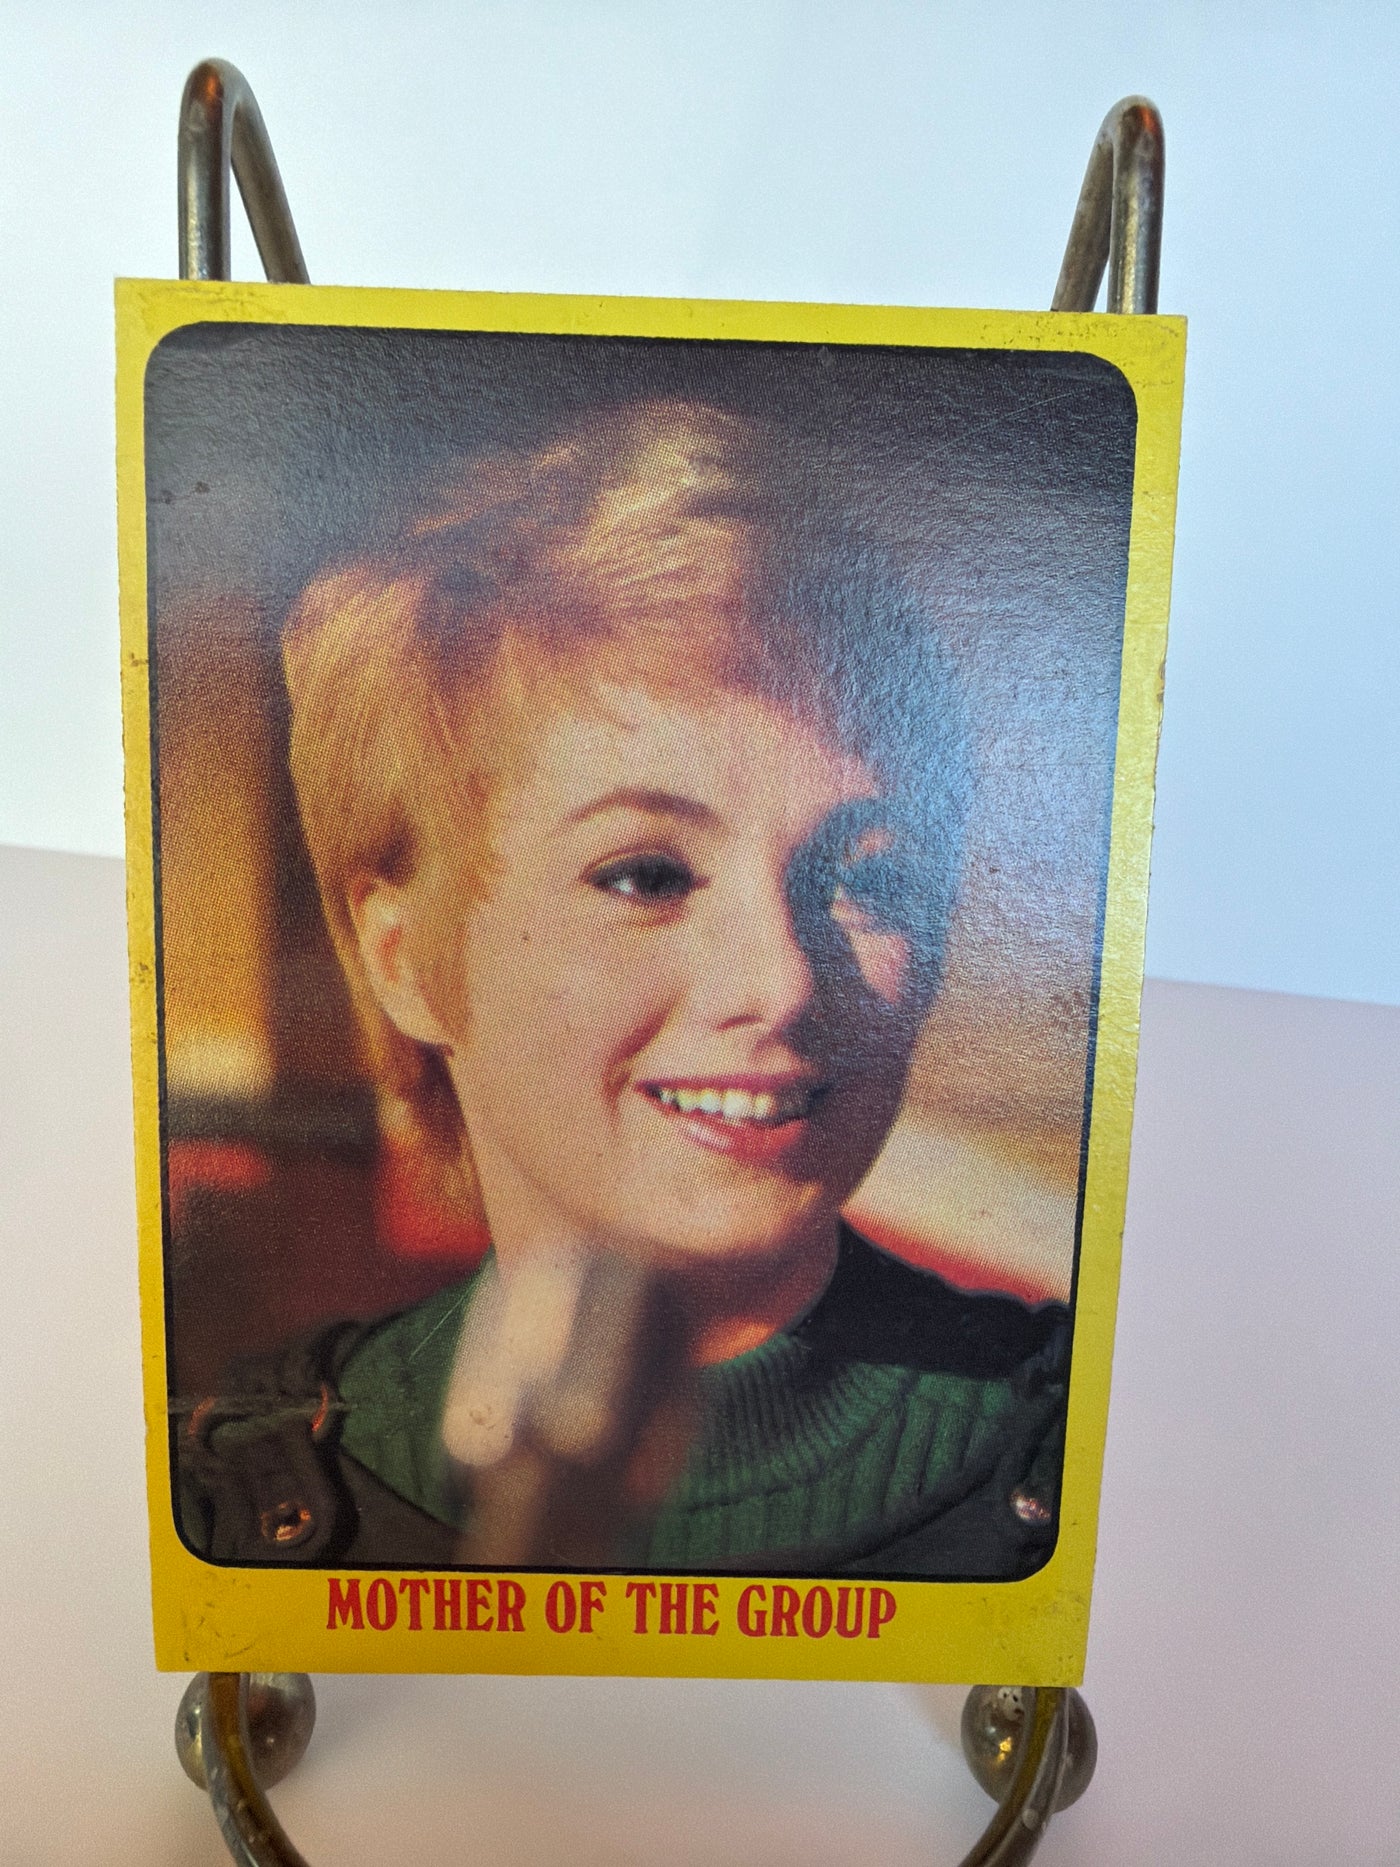 MOTHER OF THE GROUP